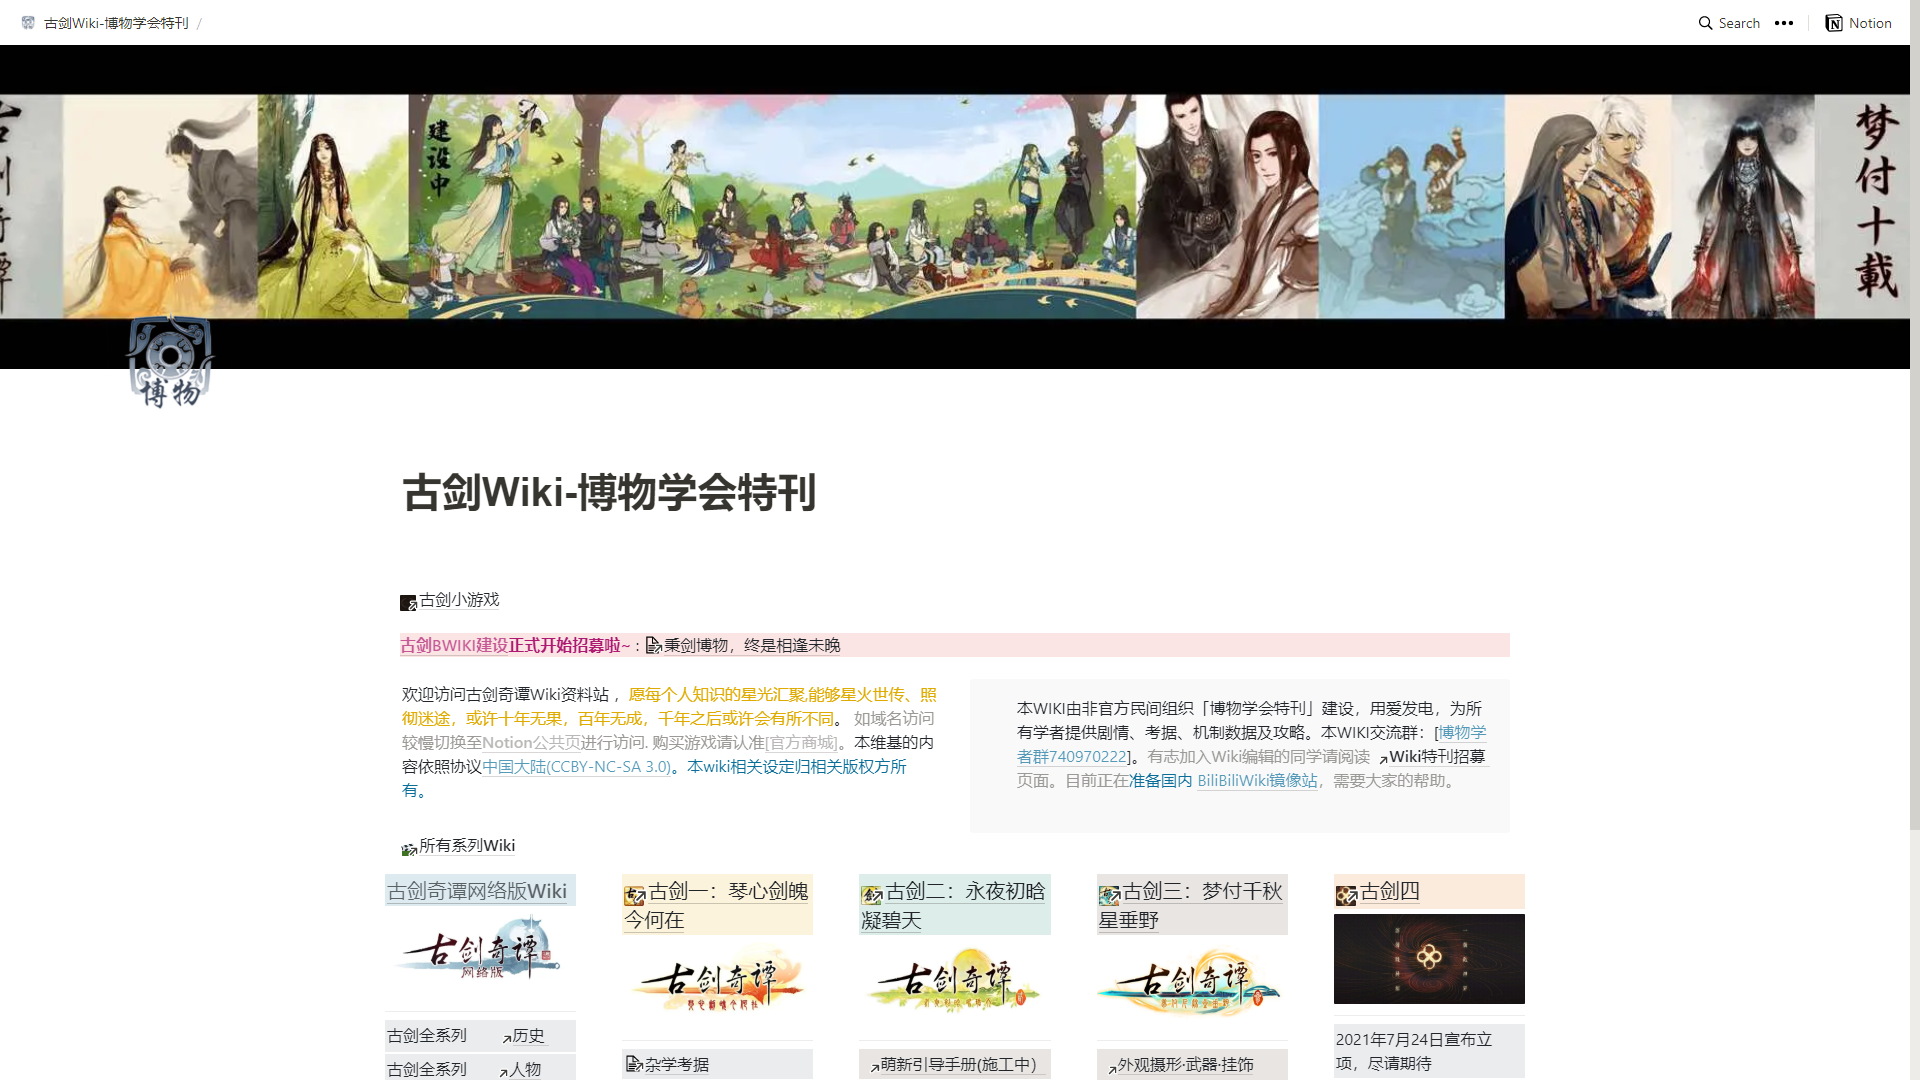 古剑Wiki-博物学会特刊 /
Search
Notion
建设中
梦付十載
博物
古剑Wiki-博物学会特刊
古剑小游戏
古剑BWIKI建设正式开始招募啦~ : 秉剑博物，终是相逢未晚
欢迎访问古剑奇谭Wiki资料站 ，愿每个人知识的星光汇聚,能够星火世传、照
彻迷途，或许十年无果，百年无成，千年之后或许会有所不同。 如域名访问
较慢切换至Notion公共页进行访问. 购买游戏请认准[官方商城]。本维基的内
容依照协议中国大陆(CCBY-NC-SA 3.0)。本wiki相关设定归相关版权方所
有。
本WIKI由非官方民间组织「博物学会特刊」建设，用爱发电，为所
有学者提供剧情、考据、机制数据及攻略。本WIKI交流群：[博物学
者群740970222]。有志加入Wiki编辑的同学请阅读 Wiki特刊招募
页面。目前正在准备国内 BiliBiliWiki镜像站，需要大家的帮助。
所有系列Wiki
古剑奇谭网络版Wiki
古剑奇谭
网络版
古剑全系列 历史
古剑全系列 人物
古剑一：琴心剑魄
今何在
古剑奇谭
琴心剑魄今何在
杂学考据
古剑二：永夜初晗
凝碧天
古剑奇谭
萌新引导手册(施工中)
古剑三：梦付千秋
星垂野
古剑奇谭
梦付千秋星垂野
外观摄形·武器·挂饰
古剑四
2021年7月24日宣布立
项，尽请期待